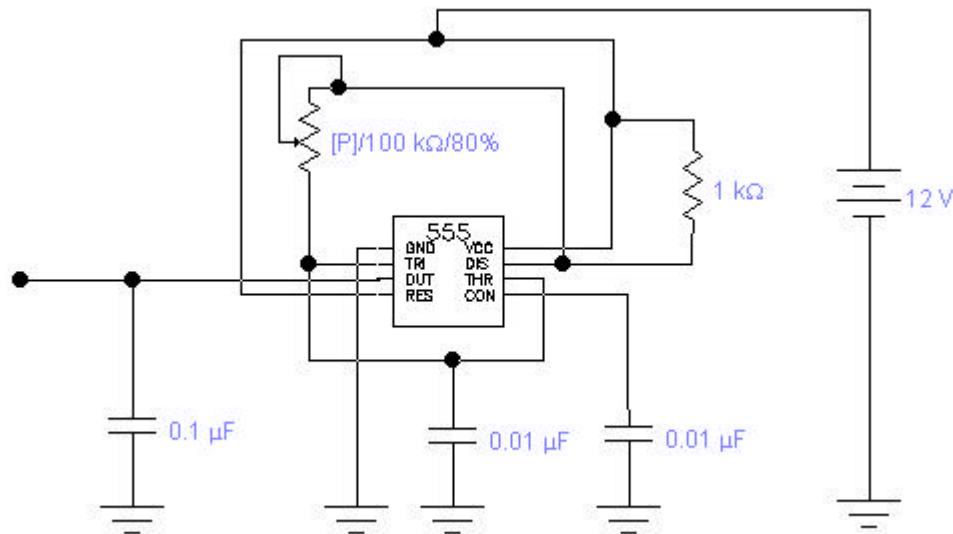 [P]/100 kΩ/80%
1 kΩ
12 V
555
GND VCC
TRI DIS
OUT THR
RES CON
0.1 µF
0.01 µF
0.01 µF